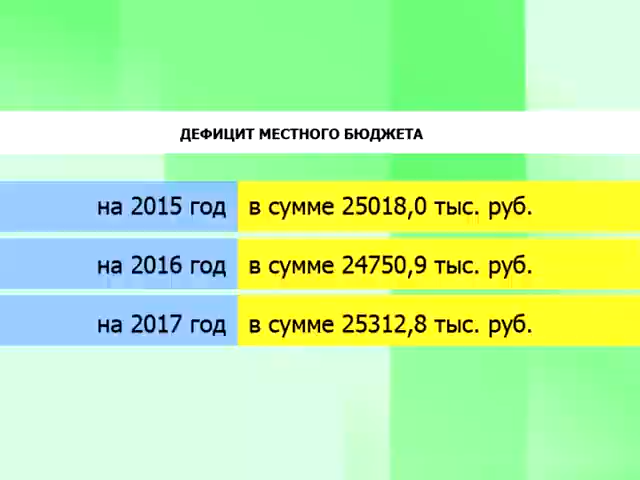 ДЕФИЦИТ МЕСТНОГО БЮДЖЕТА
на 2015 год в сумме 25018,0 тыс. руб.
на 2016 год в сумме 24750,9 тыс. руб.
на 2017 год в сумме 25312,8 тыс. руб.